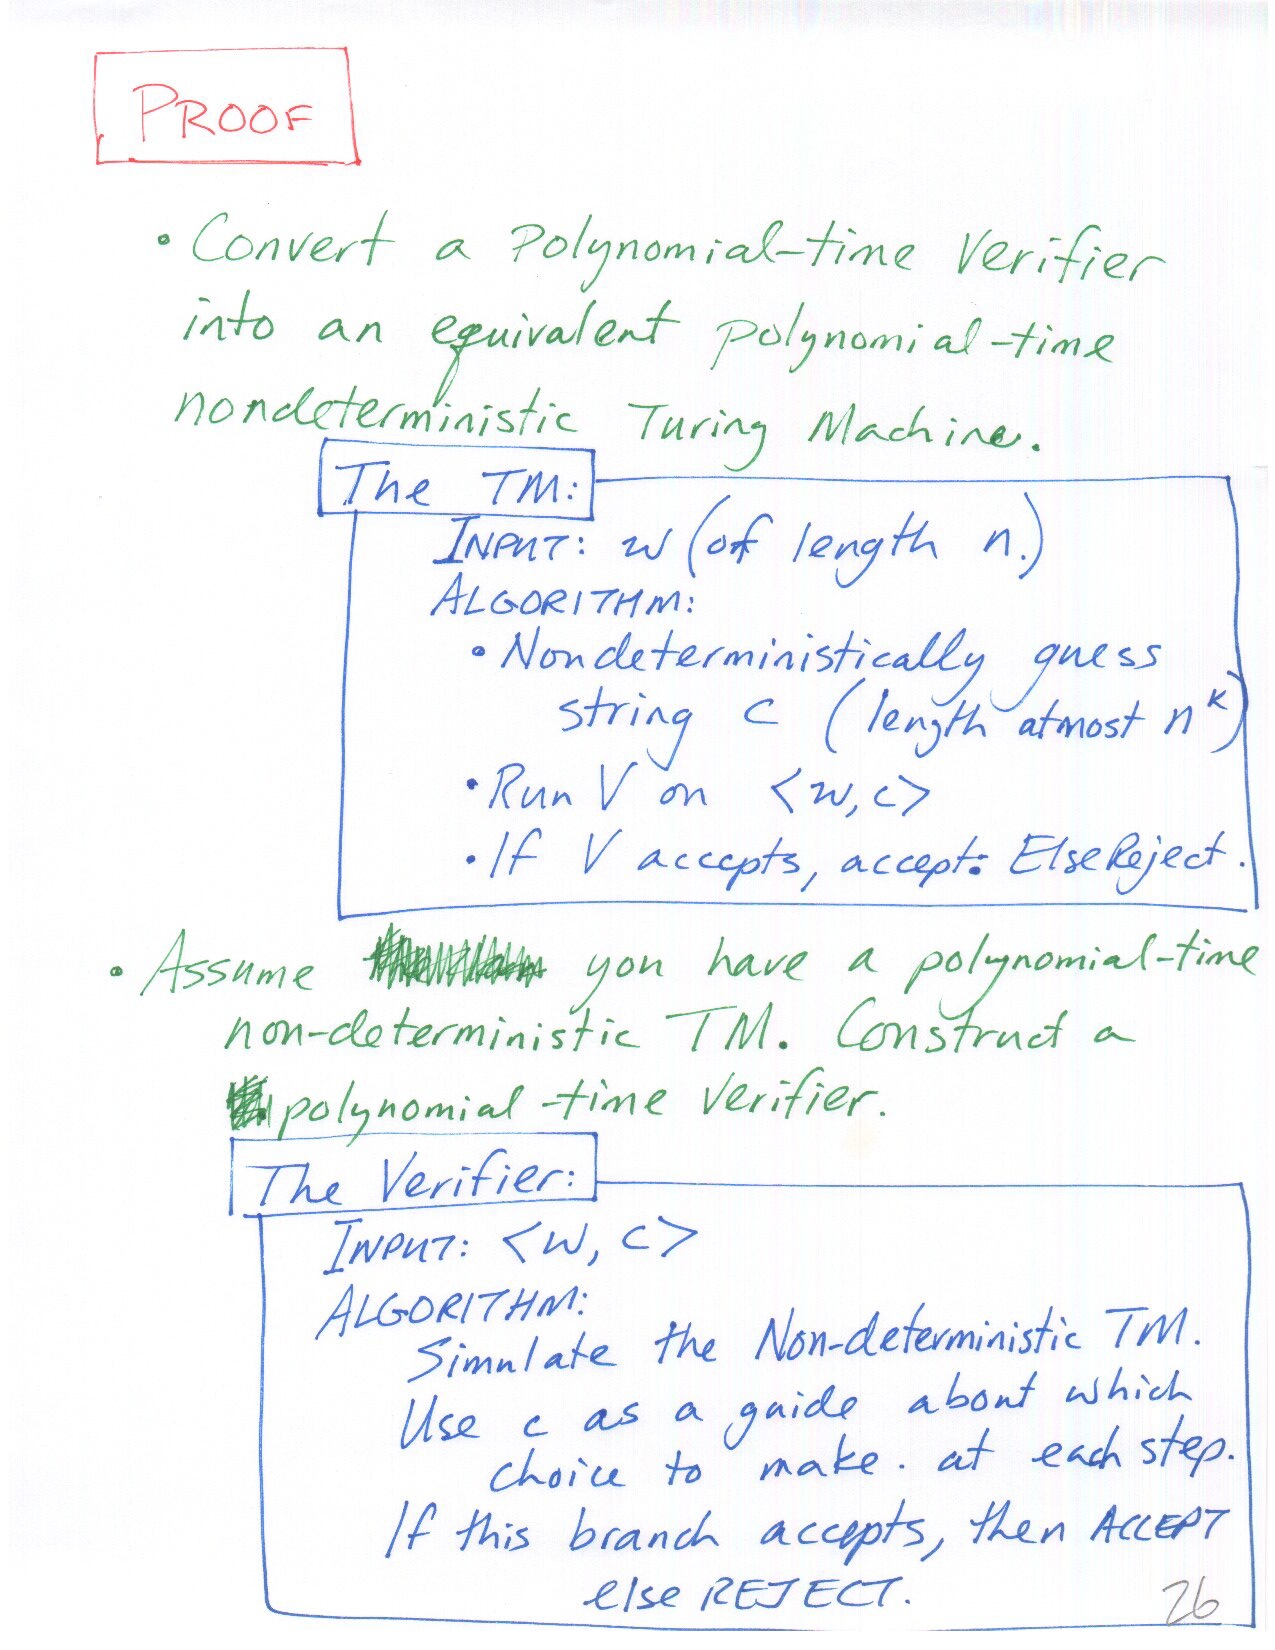 PROOF
• Convert a Polynomial-time Verifier
into an equivalent polynomial-time
nondeterministic Turing Machine.
The TM:
INPUT: w (of length n.)
ALGORITHM:
• Nondeterministically guess
string c (length atmost n^k)
• Run V on <w,c>
• If V accepts, accept. Else Reject.
• Assume you have a polynomial-time
non-deterministic TM. Construct a
polynomial-time Verifier.
The Verifier:
INPUT: <w, c>
ALGORITHM:
Simulate the Non-deterministic TM.
Use c as a guide about which
choice to make. at each step.
If this branch accepts, then ACCEPT
else REJECT.
26